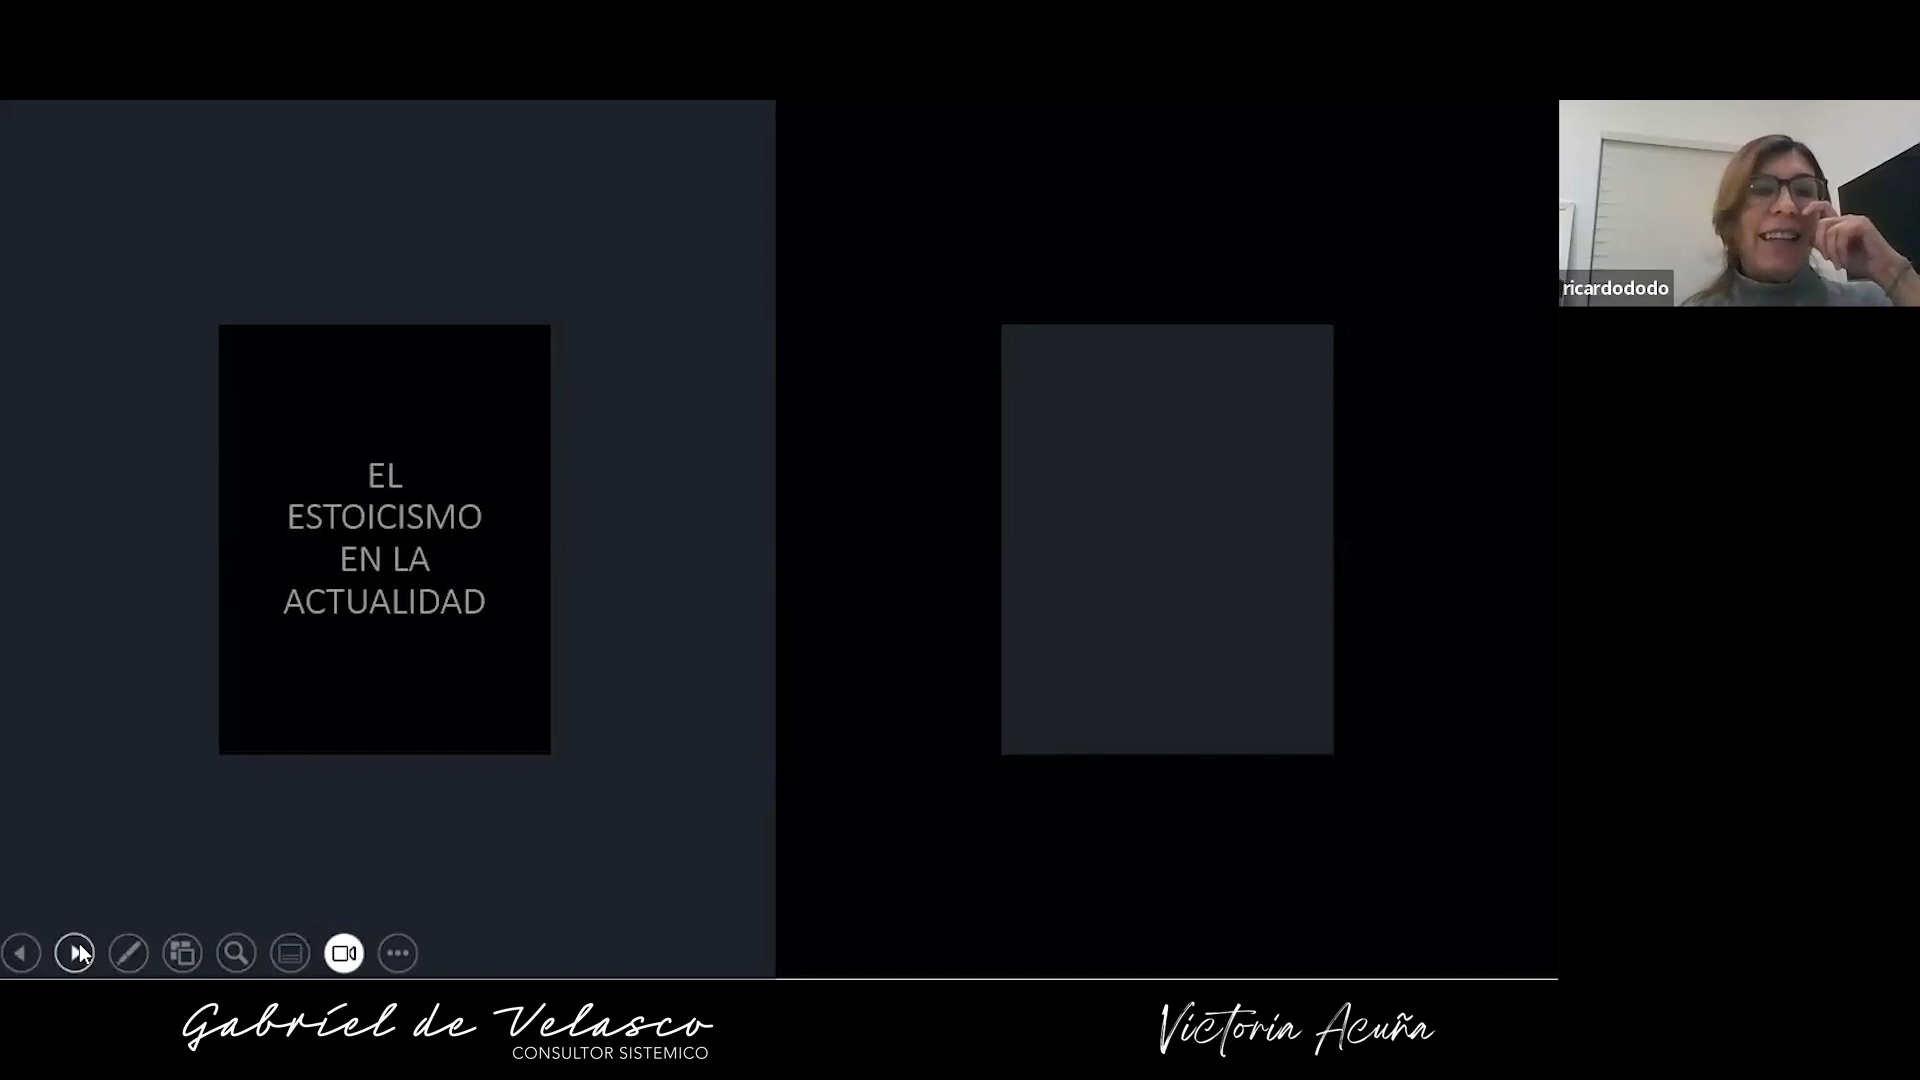 EL
ESTOICISMO
EN LA
ACTUALIDAD
ricardododo
Gabriel de Velasco
CONSULTOR SISTEMICO
Victoria Acuña